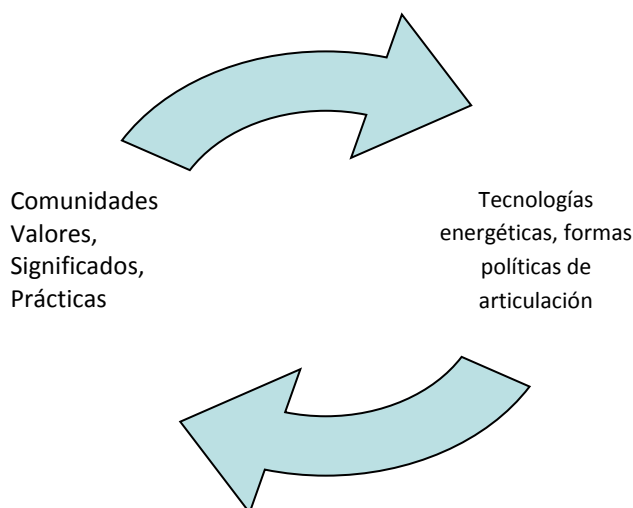 Comunidades
Valores,
Significados,
Prácticas
Tecnologías
energéticas, formas
políticas de
articulación